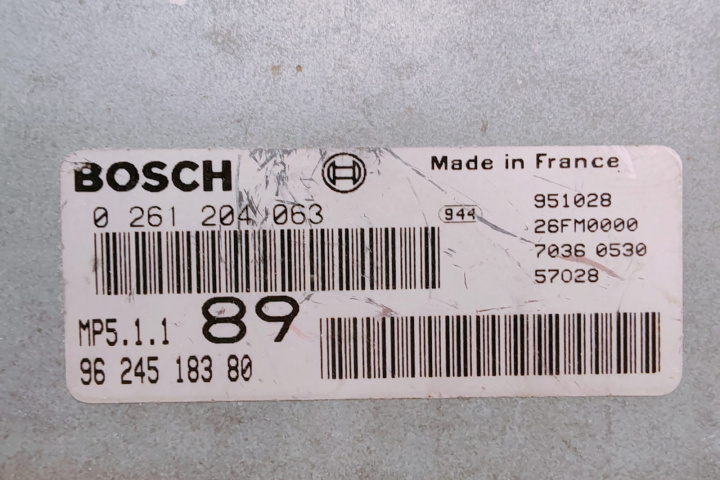 BOSCH
Made in France
0 261 204 063
944
951028
26FM0000
7036 0530
57028
MP5.1.1
89
96 245 183 80